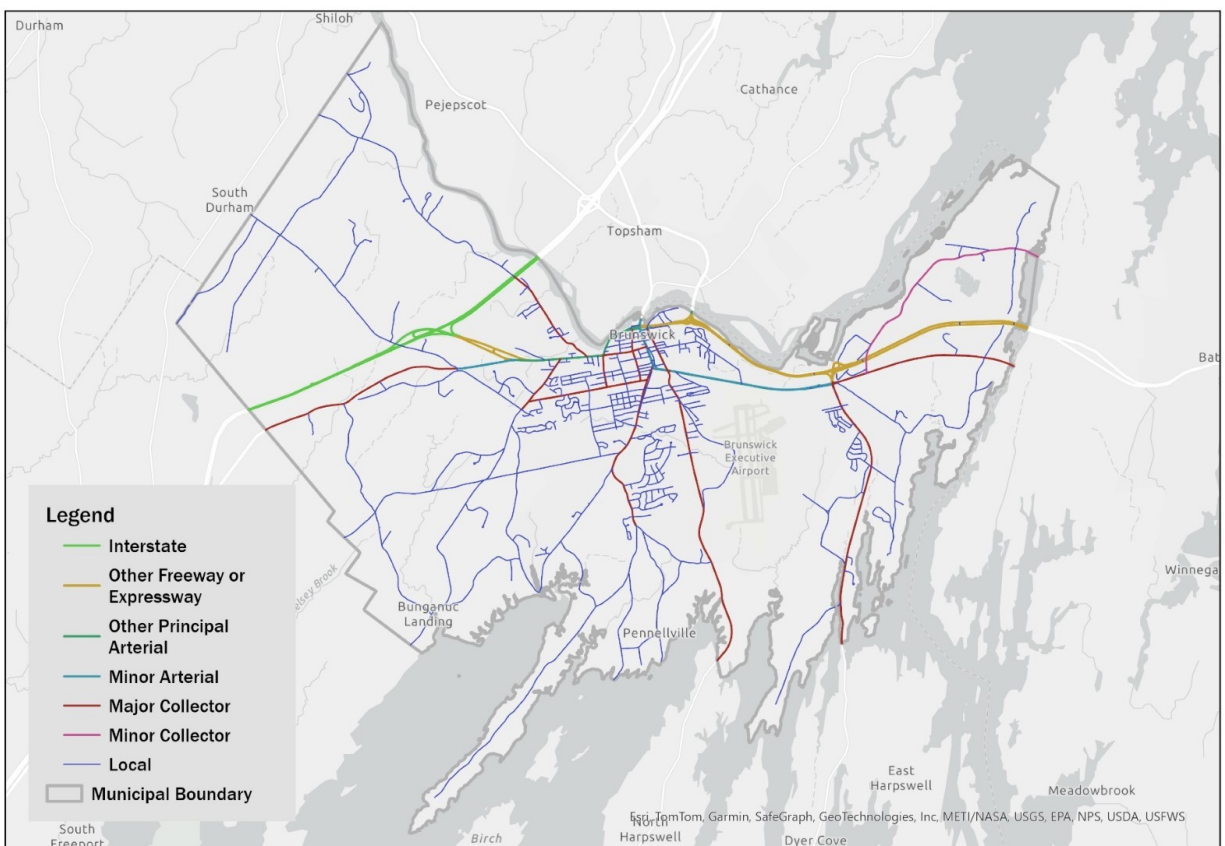 Durham
Shiloh
Pejepscot
Cathance
South
Durham
Topsham
Brunswick
Bat
Brunswick
Executive
Airport
Legend
Interstate
Other Freeway or
Expressway
Other Principal
Arterial
Minor Arterial
Major Collector
Minor Collector
Local
Municipal Boundary
elsey Brook
Bunganuc
Landing
Pennellville
Winnega
East
Harpswell
Meadowbrook
Esri, TomTom, Garmin, SafeGraph, GeoTechnologies, Inc, METI/NASA, USGS, EPA, NPS, USDA, USFWS
North
Harpswell
South
Freeport
Birch
Dyer Cove